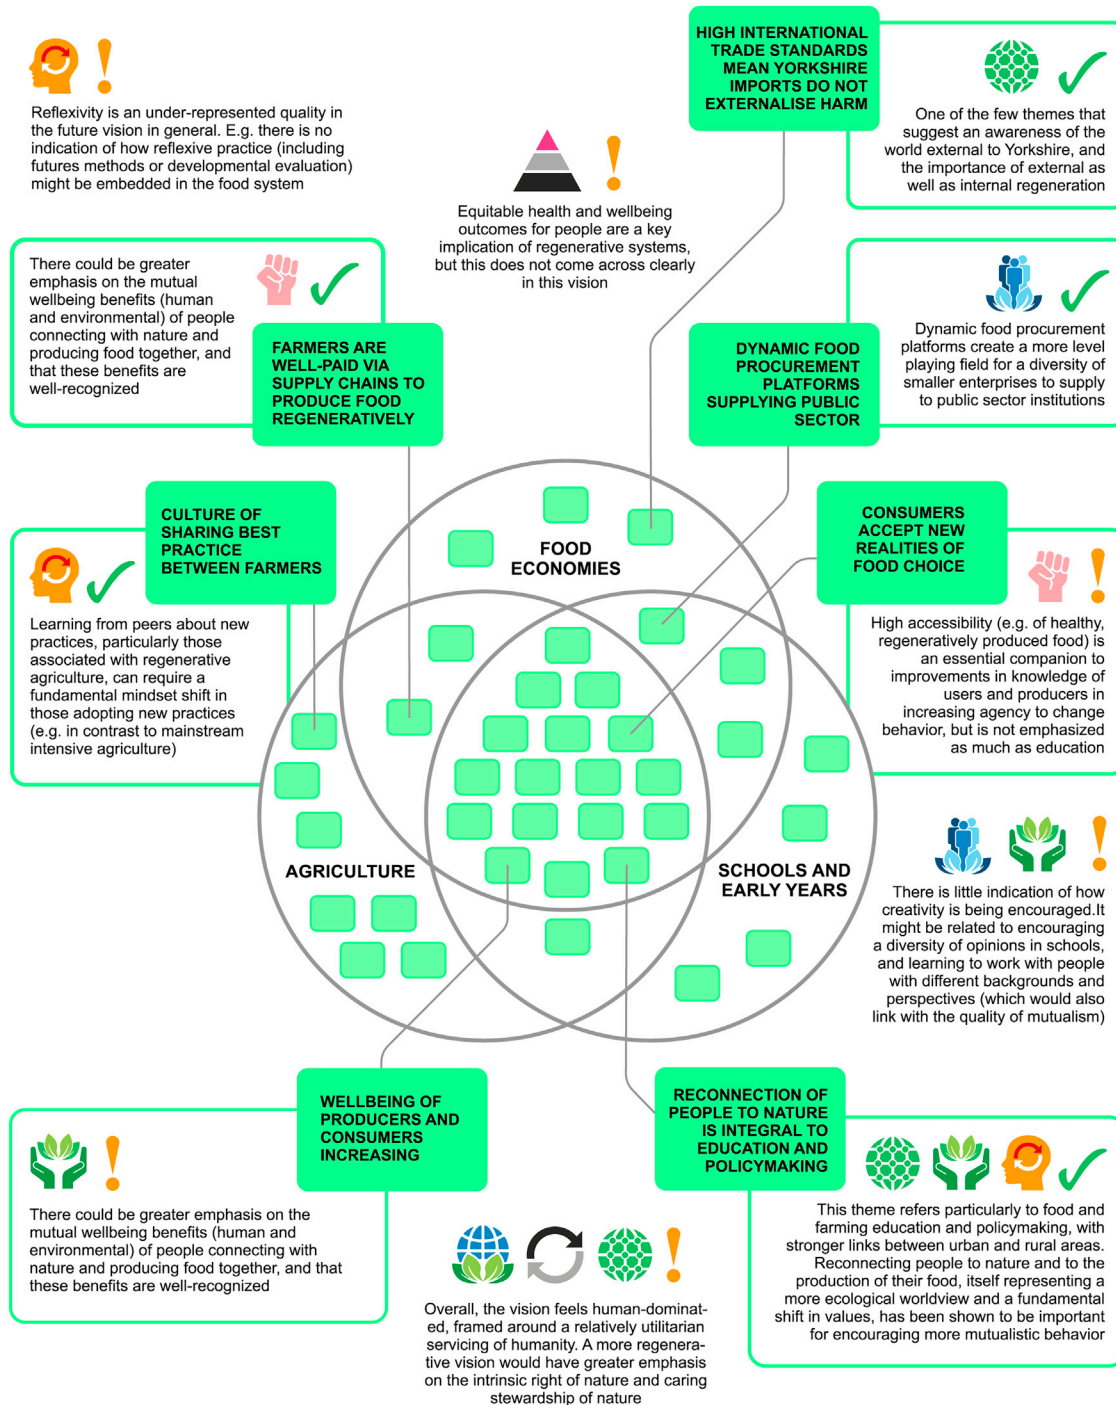 HIGH INTERNATIONAL
TRADE STANDARDS
MEAN YORKSHIRE
IMPORTS DO NOT
EXTERNALISE HARM
One of the few themes that
suggest an awareness of the
world external to Yorkshire, and
the importance of external as
well as internal regeneration
Reflexivity is an under-represented quality in
the future vision in general. E.g. there is no
indication of how reflexive practice (including
futures methods or developmental evaluation)
might be embedded in the food system
Equitable health and wellbeing
outcomes for people are a key
implication of regenerative systems,
but this does not come across clearly
in this vision
There could be greater
emphasis on the mutual
wellbeing benefits (human
and environmental) of people
connecting with nature and
producing food together, and
that these benefits are
well-recognized
FARMERS ARE
WELL-PAID VIA
SUPPLY CHAINS TO
PRODUCE FOOD
REGENERATIVELY
DYNAMIC FOOD
PROCUREMENT
PLATFORMS
SUPPLYING PUBLIC
SECTOR
Dynamic food procurement
platforms create a more level
playing field for a diversity of
smaller enterprises to supply
to public sector institutions
CULTURE OF
SHARING BEST
PRACTICE
BETWEEN FARMERS
Learning from peers about new
practices, particularly those
associated with regenerative
agriculture, can require a
fundamental mindset shift in
those adopting new practices
(e.g. in contrast to mainstream
intensive agriculture)
CONSUMERS
ACCEPT NEW
REALITIES OF
FOOD CHOICE
High accessibility (e.g. of healthy,
regeneratively produced food) is
an essential companion to
improvements in knowledge of
users and producers in
increasing agency to change
behavior, but is not emphasized
as much as education
FOOD
ECONOMIES
AGRICULTURE
SCHOOLS AND
EARLY YEARS
There is little indication of how
creativity is being encouraged.It
might be related to encouraging
a diversity of opinions in schools,
and learning to work with people
with different backgrounds and
perspectives (which would also
link with the quality of mutualism)
WELLBEING OF
PRODUCERS AND
CONSUMERS
INCREASING
There could be greater emphasis on the
mutual wellbeing benefits (human and
environmental) of people connecting with
nature and producing food together, and that
these benefits are well-recognized
RECONNECTION OF
PEOPLE TO NATURE
IS INTEGRAL TO
EDUCATION AND
POLICYMAKING
This theme refers particularly to food and
farming education and policymaking, with
stronger links between urban and rural areas.
Reconnecting people to nature and to the
production of their food, itself representing a
more ecological worldview and a fundamental
shift in values, has been shown to be important
for encouraging more mutualistic behavior
Overall, the vision feels human-dominat-
ed, framed around a relatively utilitarian
servicing of humanity. A more regenera-
tive vision would have greater emphasis
on the intrinsic right of nature and caring
stewardship of nature